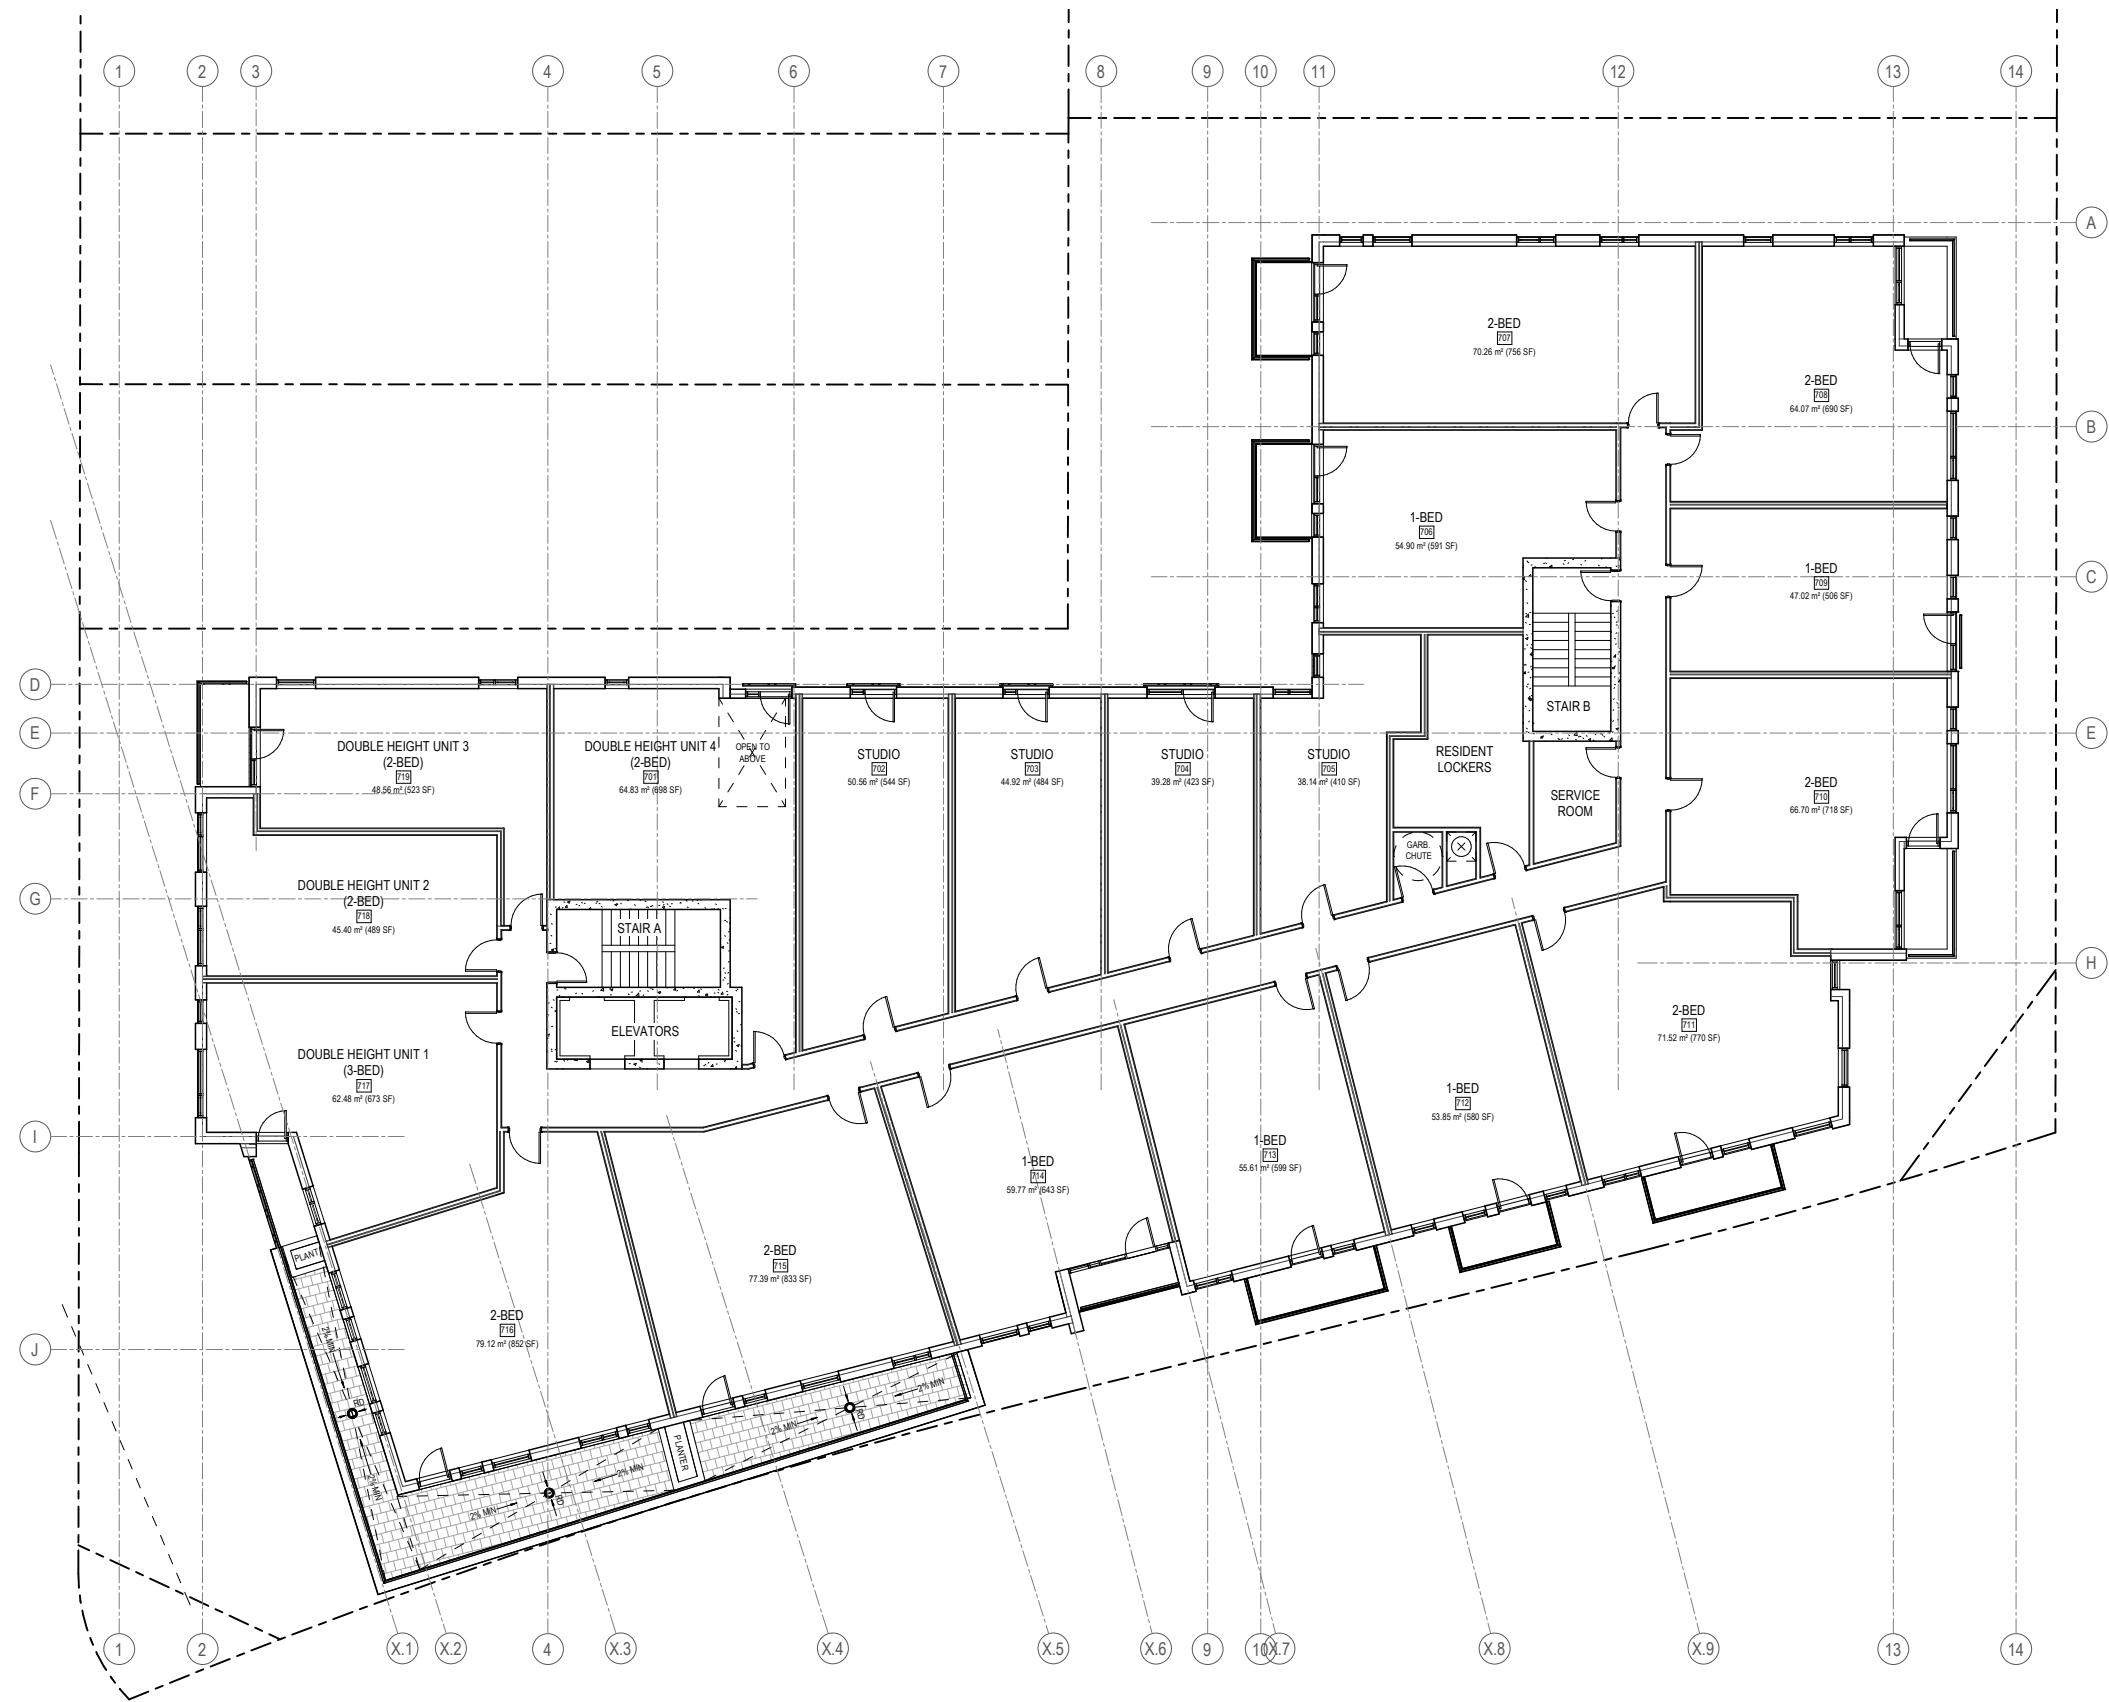 1 2 3 4 5 6 7 8 9 10 11 12 13 14
A
B
C
D
E
F
G
I
J
E
H
2-BED
707
70.26 m² (756 SF)
2-BED
708
64.07 m² (690 SF)
1-BED
706
54.90 m² (591 SF)
1-BED
709
47.02 m² (506 SF)
STAIR B
DOUBLE HEIGHT UNIT 3
(2-BED)
719
48.56 m² (523 SF)
DOUBLE HEIGHT UNIT 4
(2-BED)
701
64.83 m² (698 SF)
OPEN TO
ABOVE
STUDIO
702
50.56 m² (544 SF)
STUDIO
703
44.92 m² (484 SF)
STUDIO
704
39.28 m² (423 SF)
STUDIO
705
38.14 m² (410 SF)
RESIDENT
LOCKERS
SERVICE
ROOM
2-BED
710
66.70 m² (718 SF)
GARB.
CHUTE
DOUBLE HEIGHT UNIT 2
(2-BED)
718
45.40 m² (489 SF)
STAIR A
ELEVATORS
DOUBLE HEIGHT UNIT 1
(3-BED)
717
62.48 m² (673 SF)
2-BED
711
71.52 m² (770 SF)
1-BED
712
53.85 m² (580 SF)
1-BED
713
55.61 m² (599 SF)
1-BED
714
59.77 m² (643 SF)
2-BED
715
77.39 m² (833 SF)
2-BED
716
79.12 m² (852 SF)
2% MIN
RD
2% MIN
2% MIN
RD
2% MIN
PLANTER
2% MIN
RD
2% MIN
1 2 X.1 X.2 4 X.3 X.4 X.5 X.6 9 10 X.7 X.8 X.9 13 14